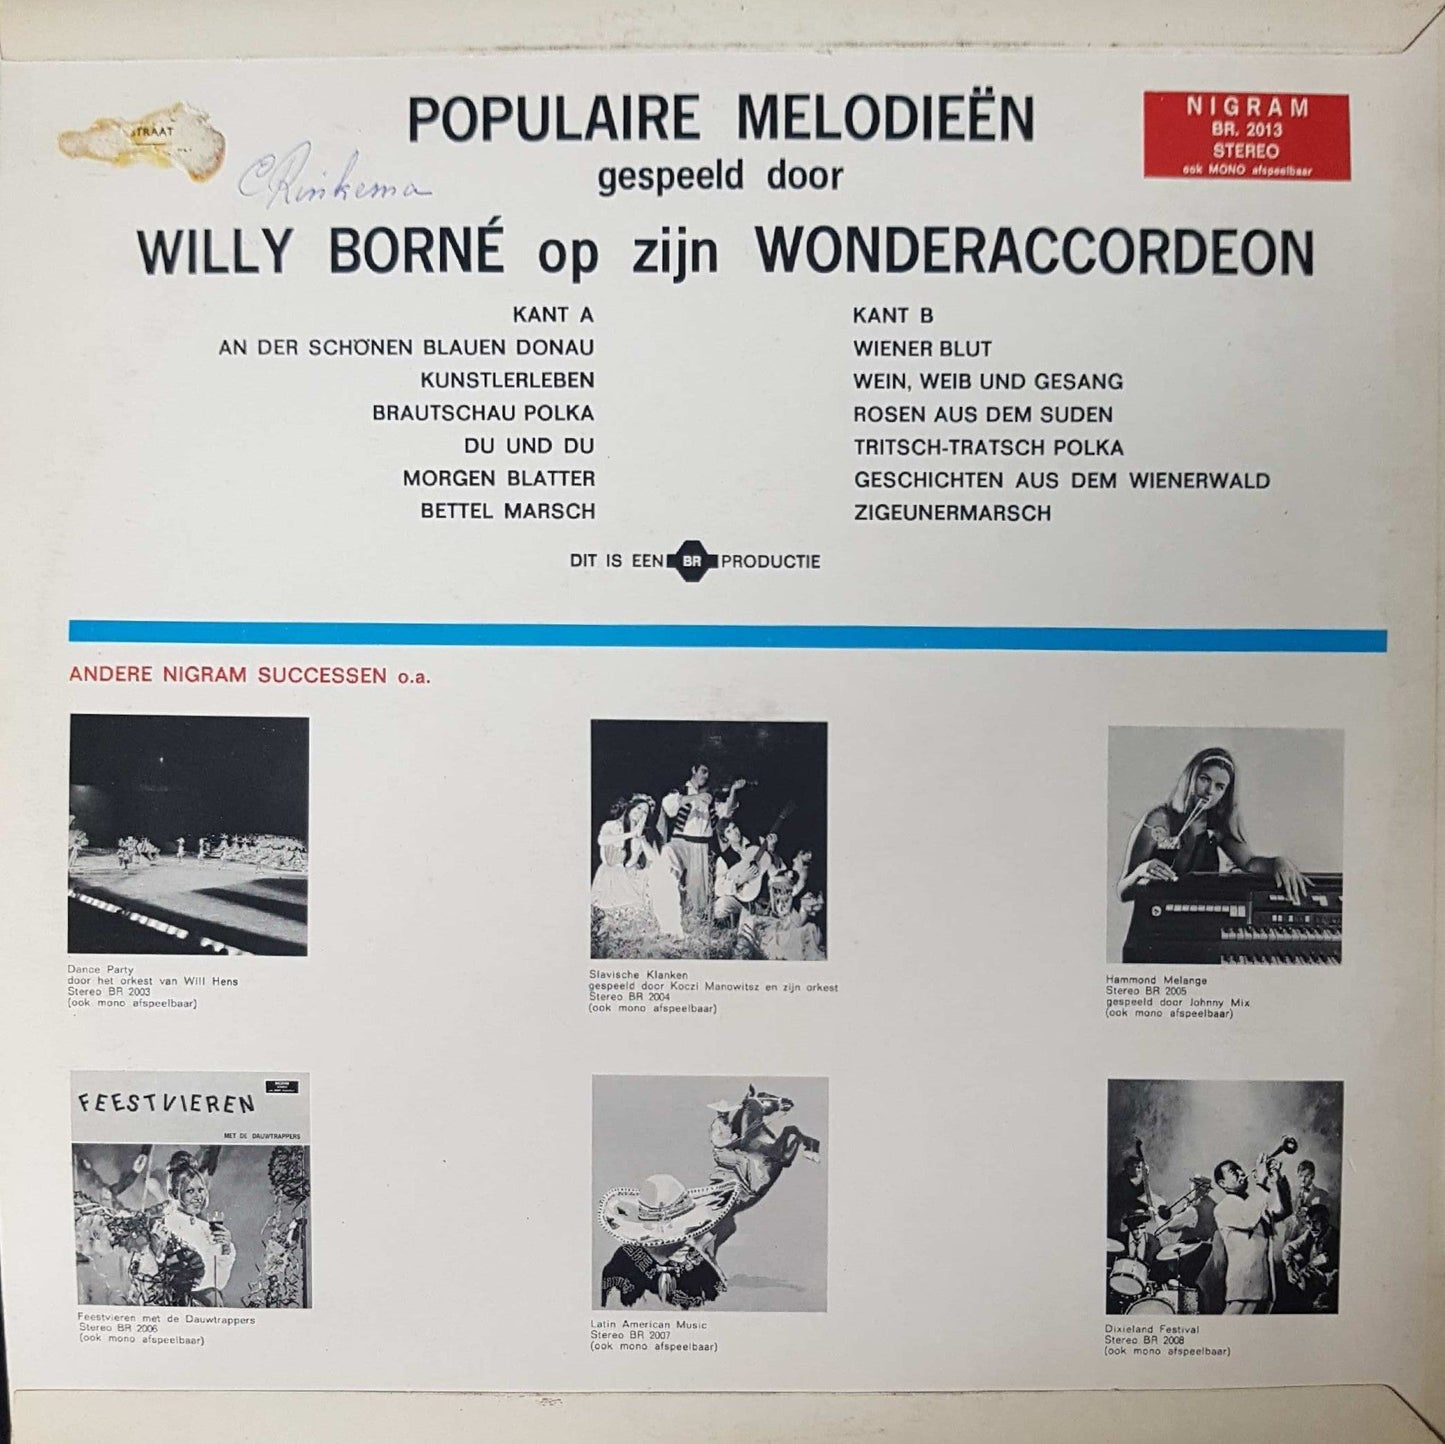 STRAAT
C Rinkema
POPULAIRE MELODIEËN
gespeeld door
WILLY BORNÉ op zijn WONDERACCORDEON
NIGRAM
BR. 2013
STEREO
ook MONO afspeelbaar
KANT A
AN DER SCHÖNEN BLAUEN DONAU
KUNSTLERLEBEN
BRAUTSCHAU POLKA
DU UND DU
MORGEN BLATTER
BETTEL MARSCH
KANT B
WIENER BLUT
WEIN, WEIB UND GESANG
ROSEN AUS DEM SUDEN
TRITSCH-TRATSCH POLKA
GESCHICHTEN AUS DEM WIENERWALD
ZIGEUNERMARSCH
DIT IS EEN BR PRODUCTIE
ANDERE NIGRAM SUCCESSEN o.a.
Dance Party
door het orkest van Will Hens
Stereo BR 2003
(ook mono afspeelbaar)
Slavische Klanken
gespeeld door Koczi Manowitsz en zijn orkest
Stereo BR 2004
(ook mono afspeelbaar)
Hammond Melange
Stereo BR 2005
gespeeld door Johnny Mix
(ook mono afspeelbaar)
FEESTVIEREN
MET DE DAUWTRAPPERS
Feestvieren met de Dauwtrappers
Stereo BR 2006
(ook mono afspeelbaar)
Latin American Music
Stereo BR 2007
(ook mono afspeelbaar)
Dixieland Festival
Stereo BR 2008
(ook mono afspeelbaar)